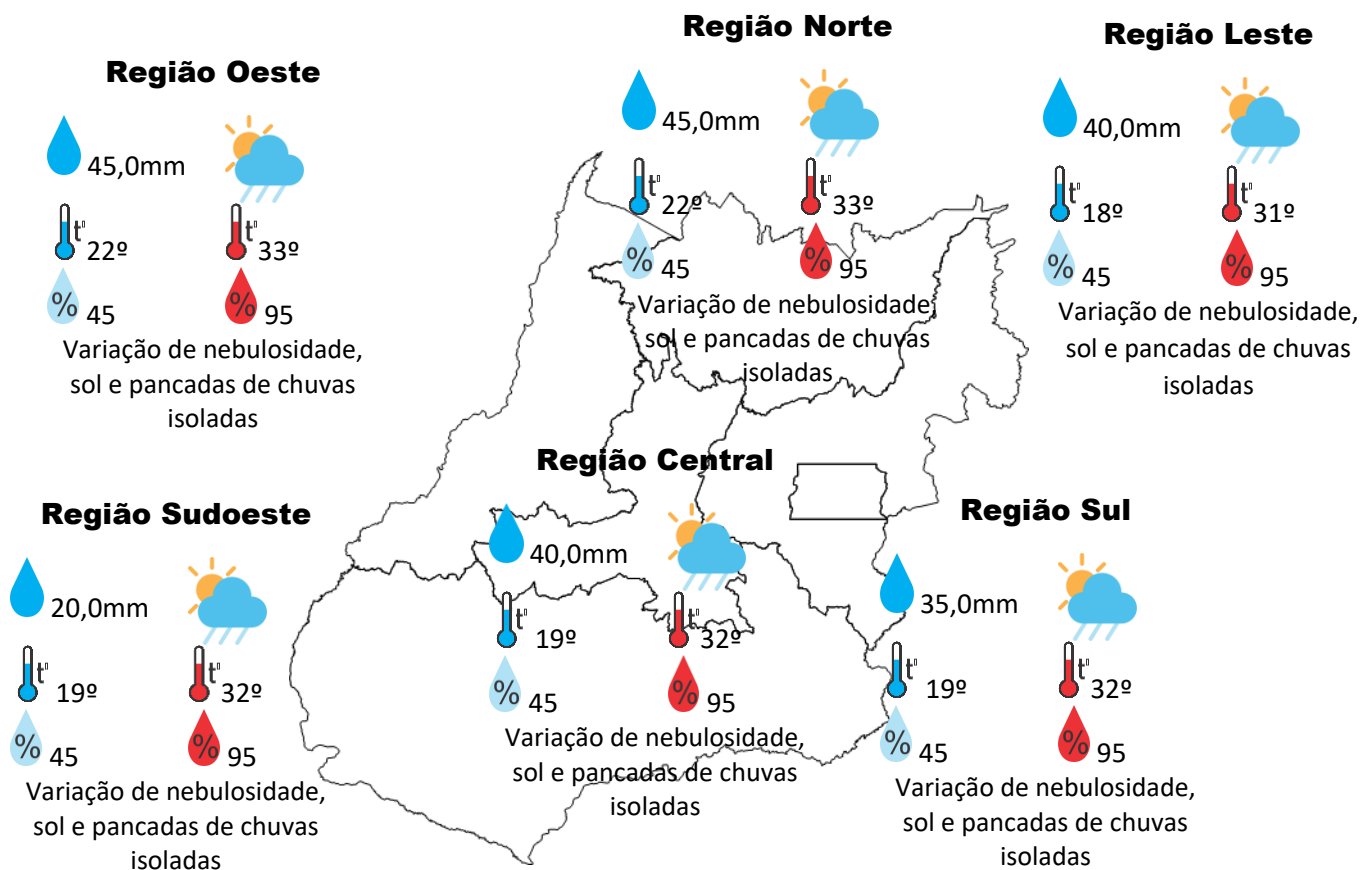 Região Norte
45,0mm
t°
22º
t°
33º
% 45
% 95
Variação de nebulosidade,
sol e pancadas de chuvas
isoladas
Região Leste
40,0mm
t°
18º
t°
31º
% 45
% 95
Variação de nebulosidade,
sol e pancadas de chuvas
isoladas
Região Oeste
45,0mm
t°
22º
t°
33º
% 45
% 95
Variação de nebulosidade,
sol e pancadas de chuvas
isoladas
Região Central
40,0mm
t°
19º
t°
32º
% 45
% 95
Variação de nebulosidade,
sol e pancadas de chuvas
isoladas
Região Sudoeste
20,0mm
t°
19º
t°
32º
% 45
% 95
Variação de nebulosidade,
sol e pancadas de chuvas
isoladas
Região Sul
35,0mm
t°
19º
t°
32º
% 45
% 95
Variação de nebulosidade,
sol e pancadas de chuvas
isoladas